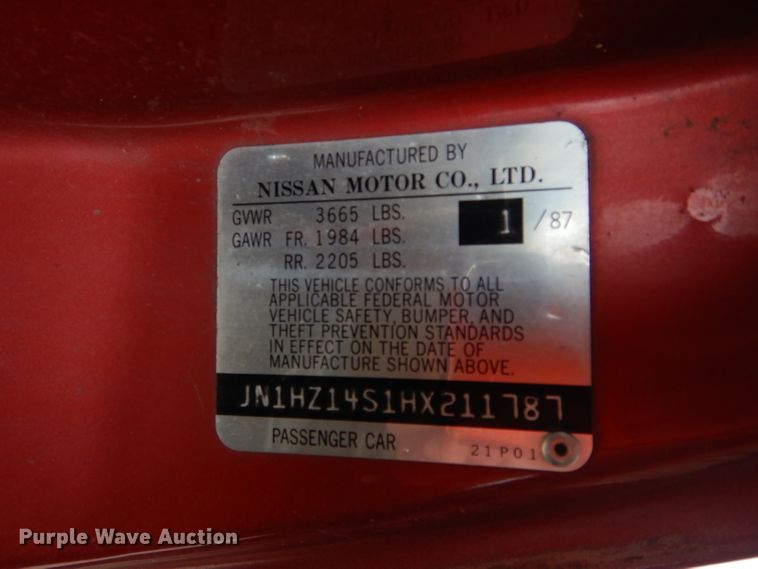 MANUFACTURED BY
NISSAN MOTOR CO., LTD.
GVWR 3665 LBS. 1 /87
GAWR FR. 1984 LBS.
RR. 2205 LBS.
THIS VEHICLE CONFORMS TO ALL
APPLICABLE FEDERAL MOTOR
VEHICLE SAFETY, BUMPER, AND
THEFT PREVENTION STANDARDS
IN EFFECT ON THE DATE OF
MANUFACTURE SHOWN ABOVE.
JN1HZ14S1HX211787
PASSENGER CAR 21P01
Purple Wave Auction